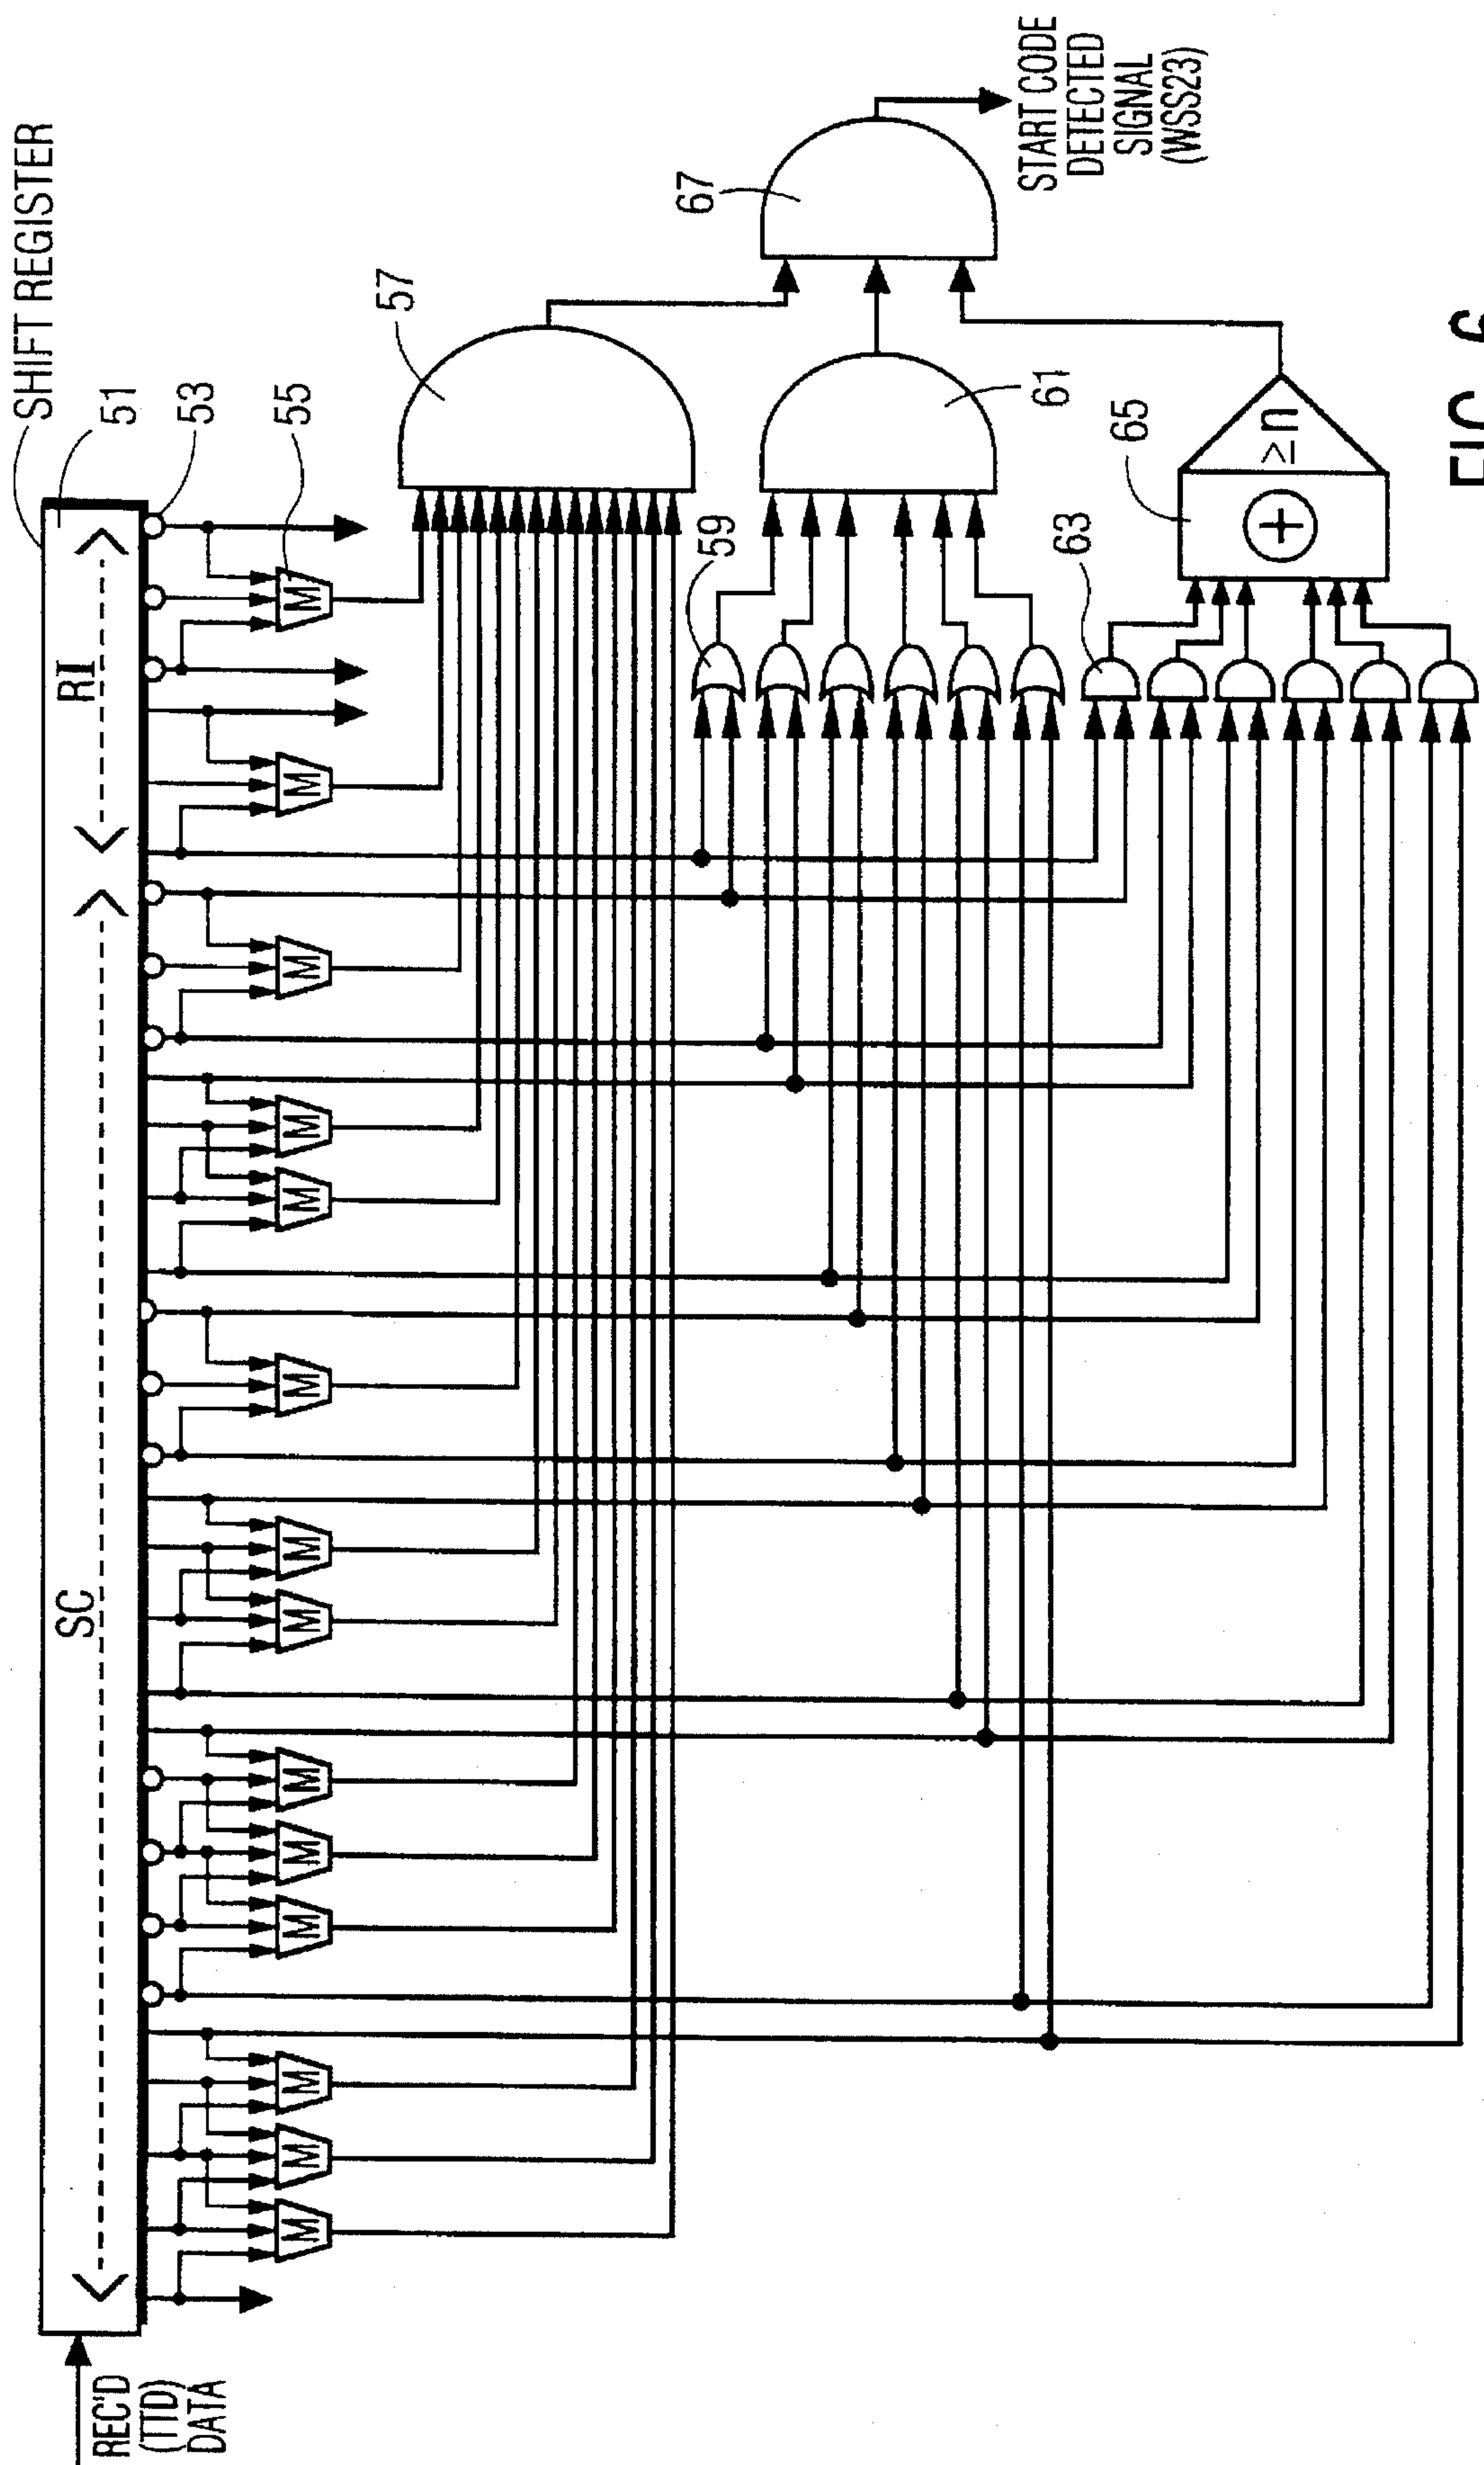 SHIFT REGISTER
51
53
55
RI
SC
REC'D
(TTD)
DATA
M
M
M
M
M
M
M
M
M
M
M
M
M
M
57
59
61
63
65
≥n
+
67
START CODE
DETECTED
SIGNAL
(WSS23)